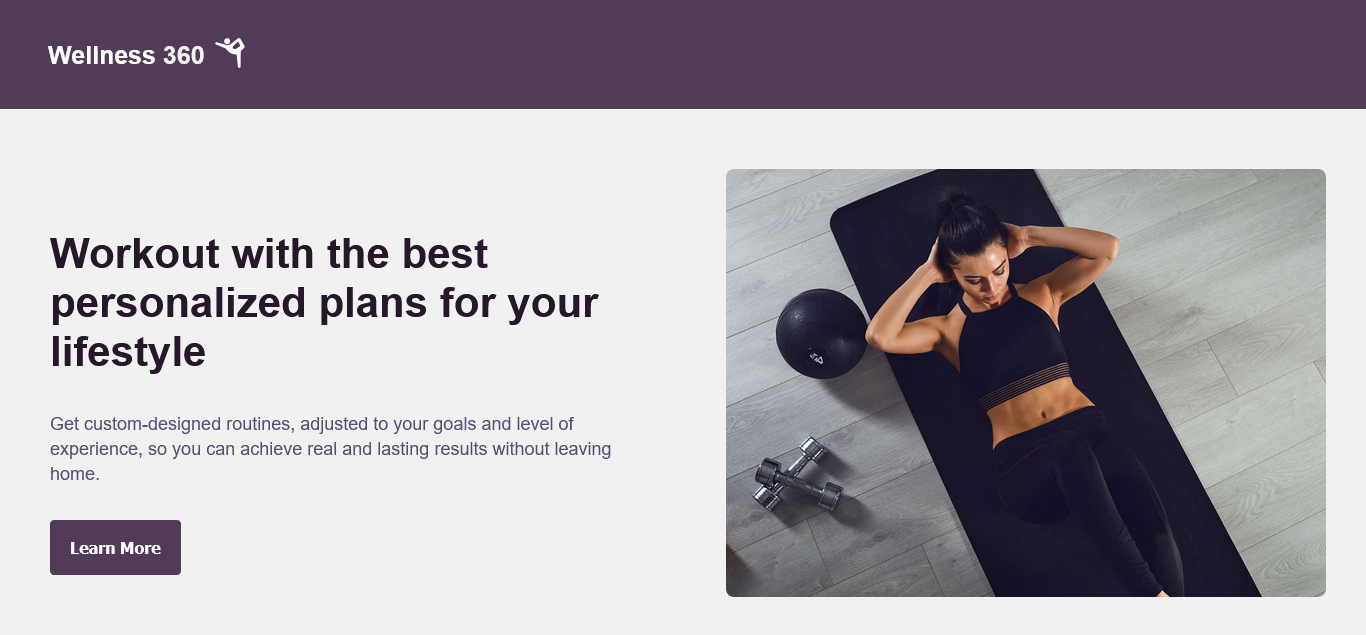 Wellness 360
Workout with the best
personalized plans for your
lifestyle
Get custom-designed routines, adjusted to your goals and level of
experience, so you can achieve real and lasting results without leaving
home.
Learn More